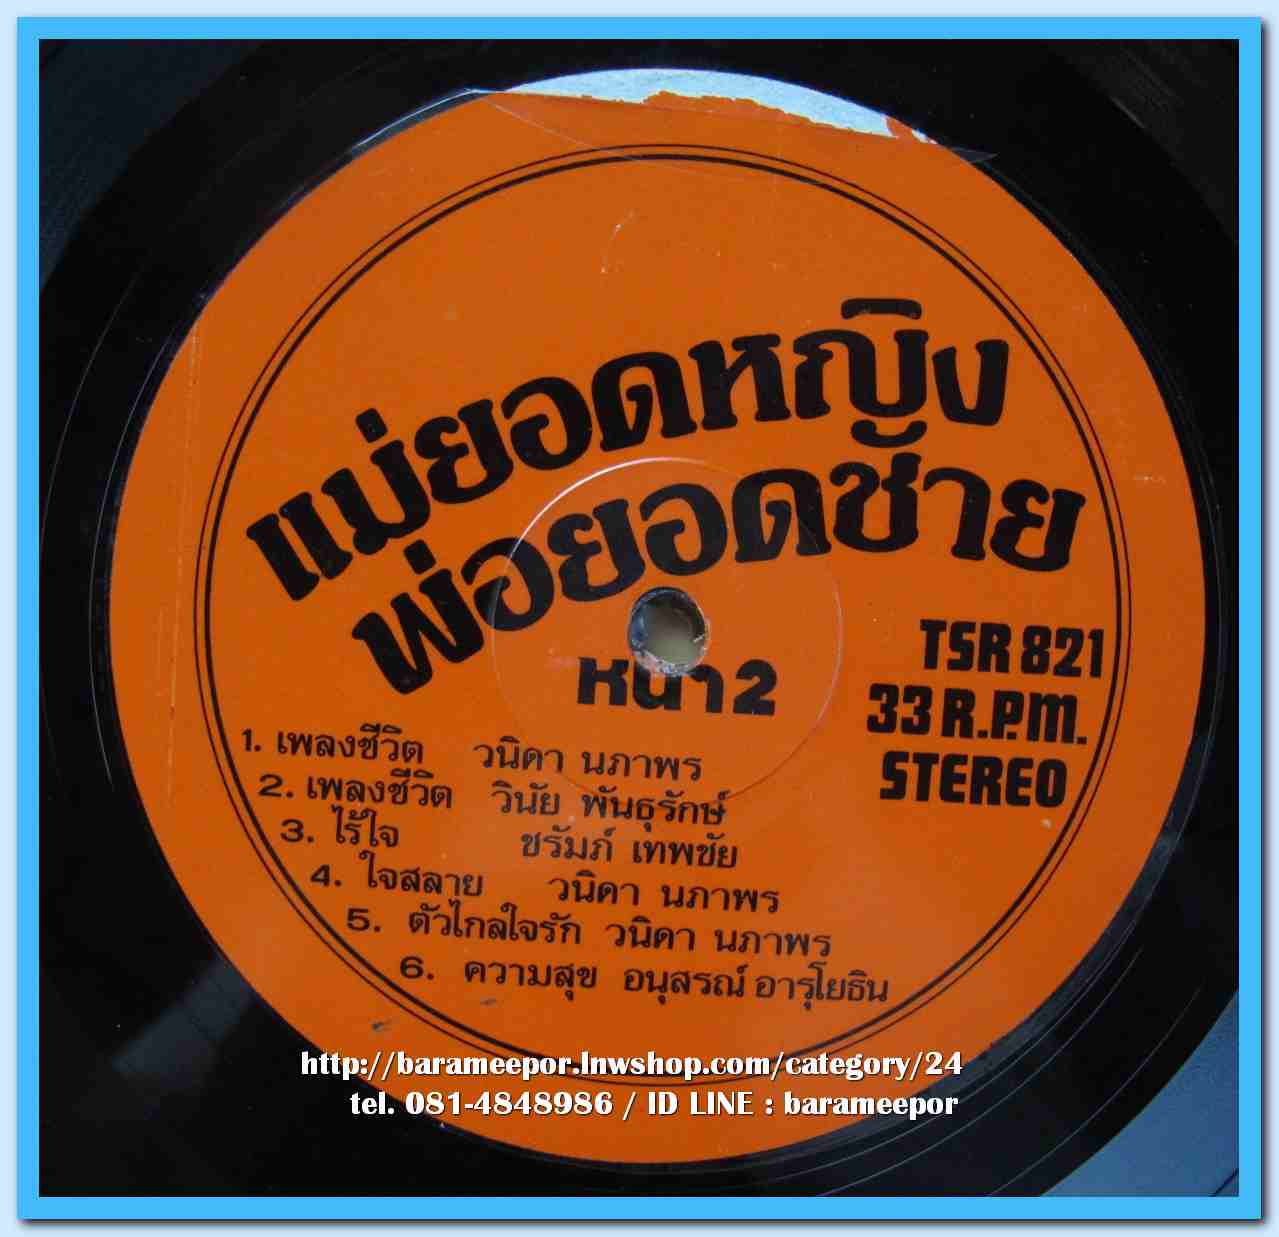 แม่ยอดหญิง
พ่อยอดชาย
หน้า 2
TSR 821
33 R.P.M.
STEREO
1. เพลงชีวิต วนิดา นภาพร
2. เพลงชีวิต วินัย พันธุรักษ์
3. ไร้ใจ ชรัมภ์ เทพชัย
4. ใจสลาย วนิดา นภาพร
5. ตัวไกลใจรัก วนิดา นภาพร
6. ความสุข อนุสรณ์ อารุโยธิน
http://barameepor.lnwshop.com/category/24
tel. 081-4848986 / ID LINE : barameepor